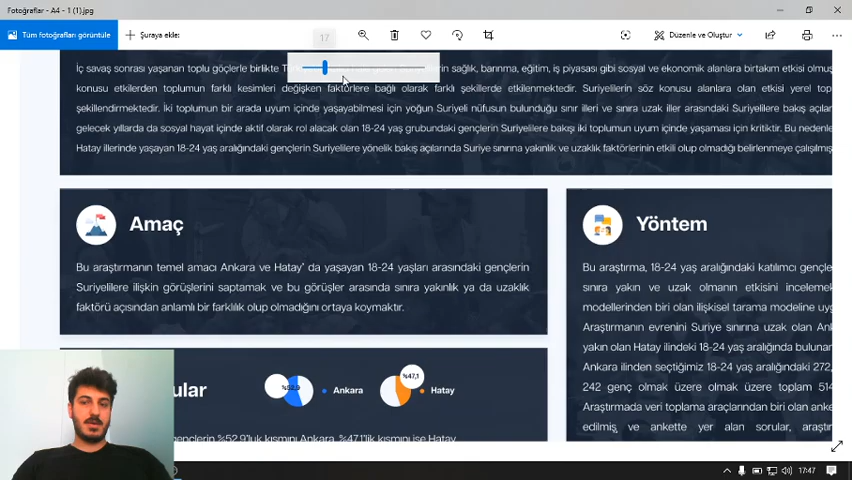 Fotoğraflar - A4 - 1 (1).jpg
Tüm fotoğrafları görüntüle
Şuraya ekle:
17
Düzenle ve Oluştur
İç savaş sonrası yaşanan toplu göçlerle birlikte sağlık, barınma, eğitim, iş piyasası gibi sosyal ve ekonomik alanlara birtakım etkisi olmuş
konusu etkilerden toplumun farklı kesimleri değişken faktörlere bağlı olarak farklı şekillerde etkilenmektedir. Suriyelilerin söz konusu alanlara olan etkisi yerel top
şekillendirmektedir. İki toplumun bir arada uyum içinde yaşayabilmesi için yoğun Suriyeli nüfusun bulunduğu sınır illeri ve sınıra uzak iller arasındaki Suriyelilere bakış açılar
gelecek yıllarda da sosyal hayat içinde aktif olarak rol alacak olan 18-24 yaş grubundaki gençlerin Suriyelilere bakışı iki toplumun uyum içinde yaşaması için kritiktir. Bu nedenle
Hatay illerinde yaşayan 18-24 yaş aralığındaki gençlerin Suriyelilere yönelik bakış açılarında Suriye sınırına yakınlık ve uzaklık faktörlerinin etkili olup olmadığı belirlenmeye çalışılmış
Amaç
Bu araştırmanın temel amacı Ankara ve Hatay' da yaşayan 18-24 yaşları arasındaki gençlerin
Suriyelilere ilişkin görüşlerini saptamak ve bu görüşler arasında sınıra yakınlık ya da uzaklık
faktörü açısından anlamlı bir farklılık olup olmadığını ortaya koymaktır.
Yöntem
Bu araştırma, 18-24 yaş aralığındaki katılımcı gençle
sınıra yakın ve uzak olmanın etkisini incelemek
modellerinden biri olan ilişkisel tarama modeline uyg
Araştırmanın evrenini Suriye sınırına uzak olan Ank
yakın olan Hatay ilindeki 18-24 yaş aralığında bulunan
Ankara ilinden seçtiğimiz 18-24 yaş aralığındaki 272,
242 genç olmak üzere olmak üzere toplam 514
Araştırmada veri toplama araçlarından biri olan anke
edilmiş, ve ankette yer alan sorular, araştır
ular
%52,9
Ankara
%47,1
Hatay
gençlerin %52,9'luk kısmını Ankara, %47,1'lik kısmını ise Hatay
17:47